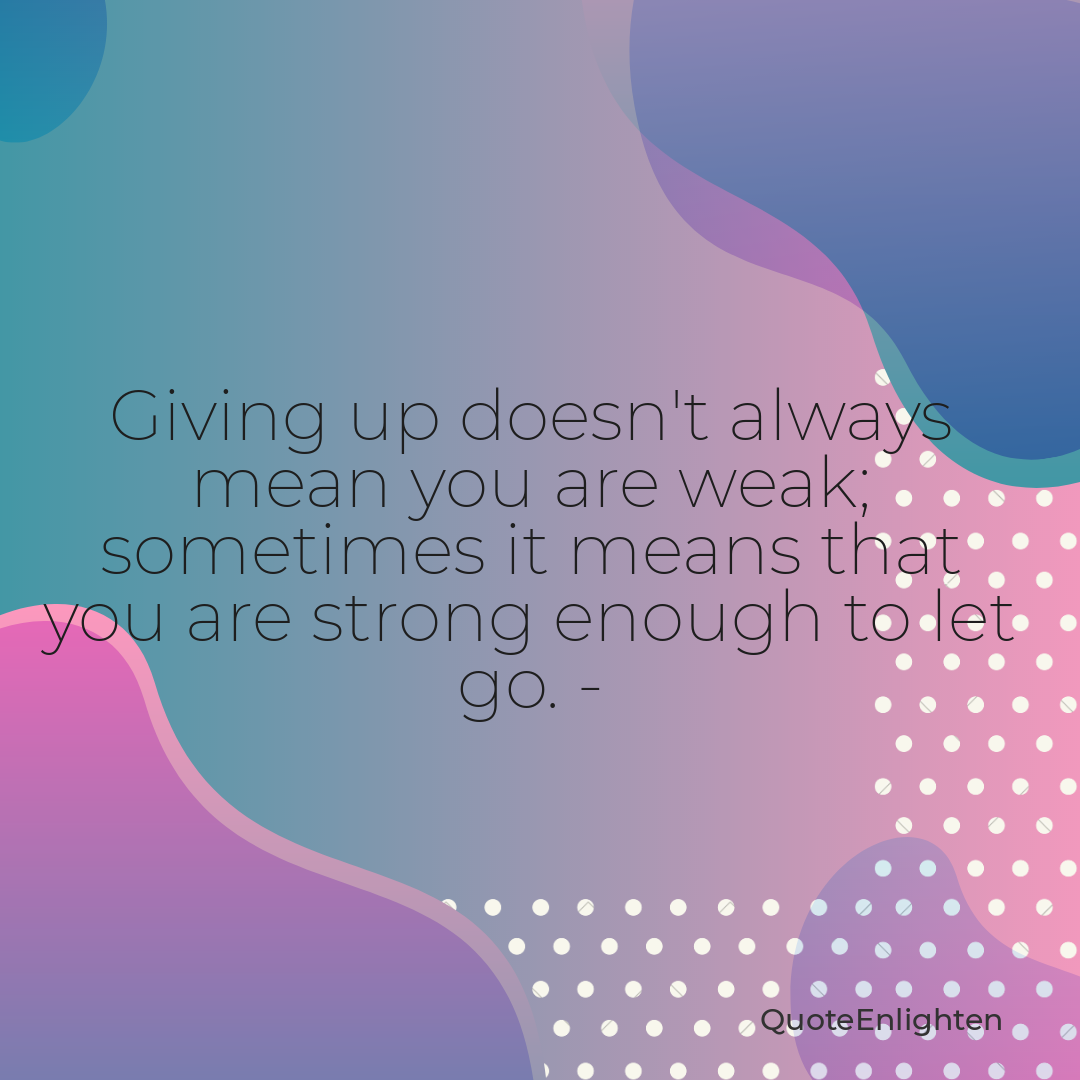 Giving up doesn't always
mean you are weak;
sometimes it means that
you are strong enough to let
go. -
QuoteEnlighten